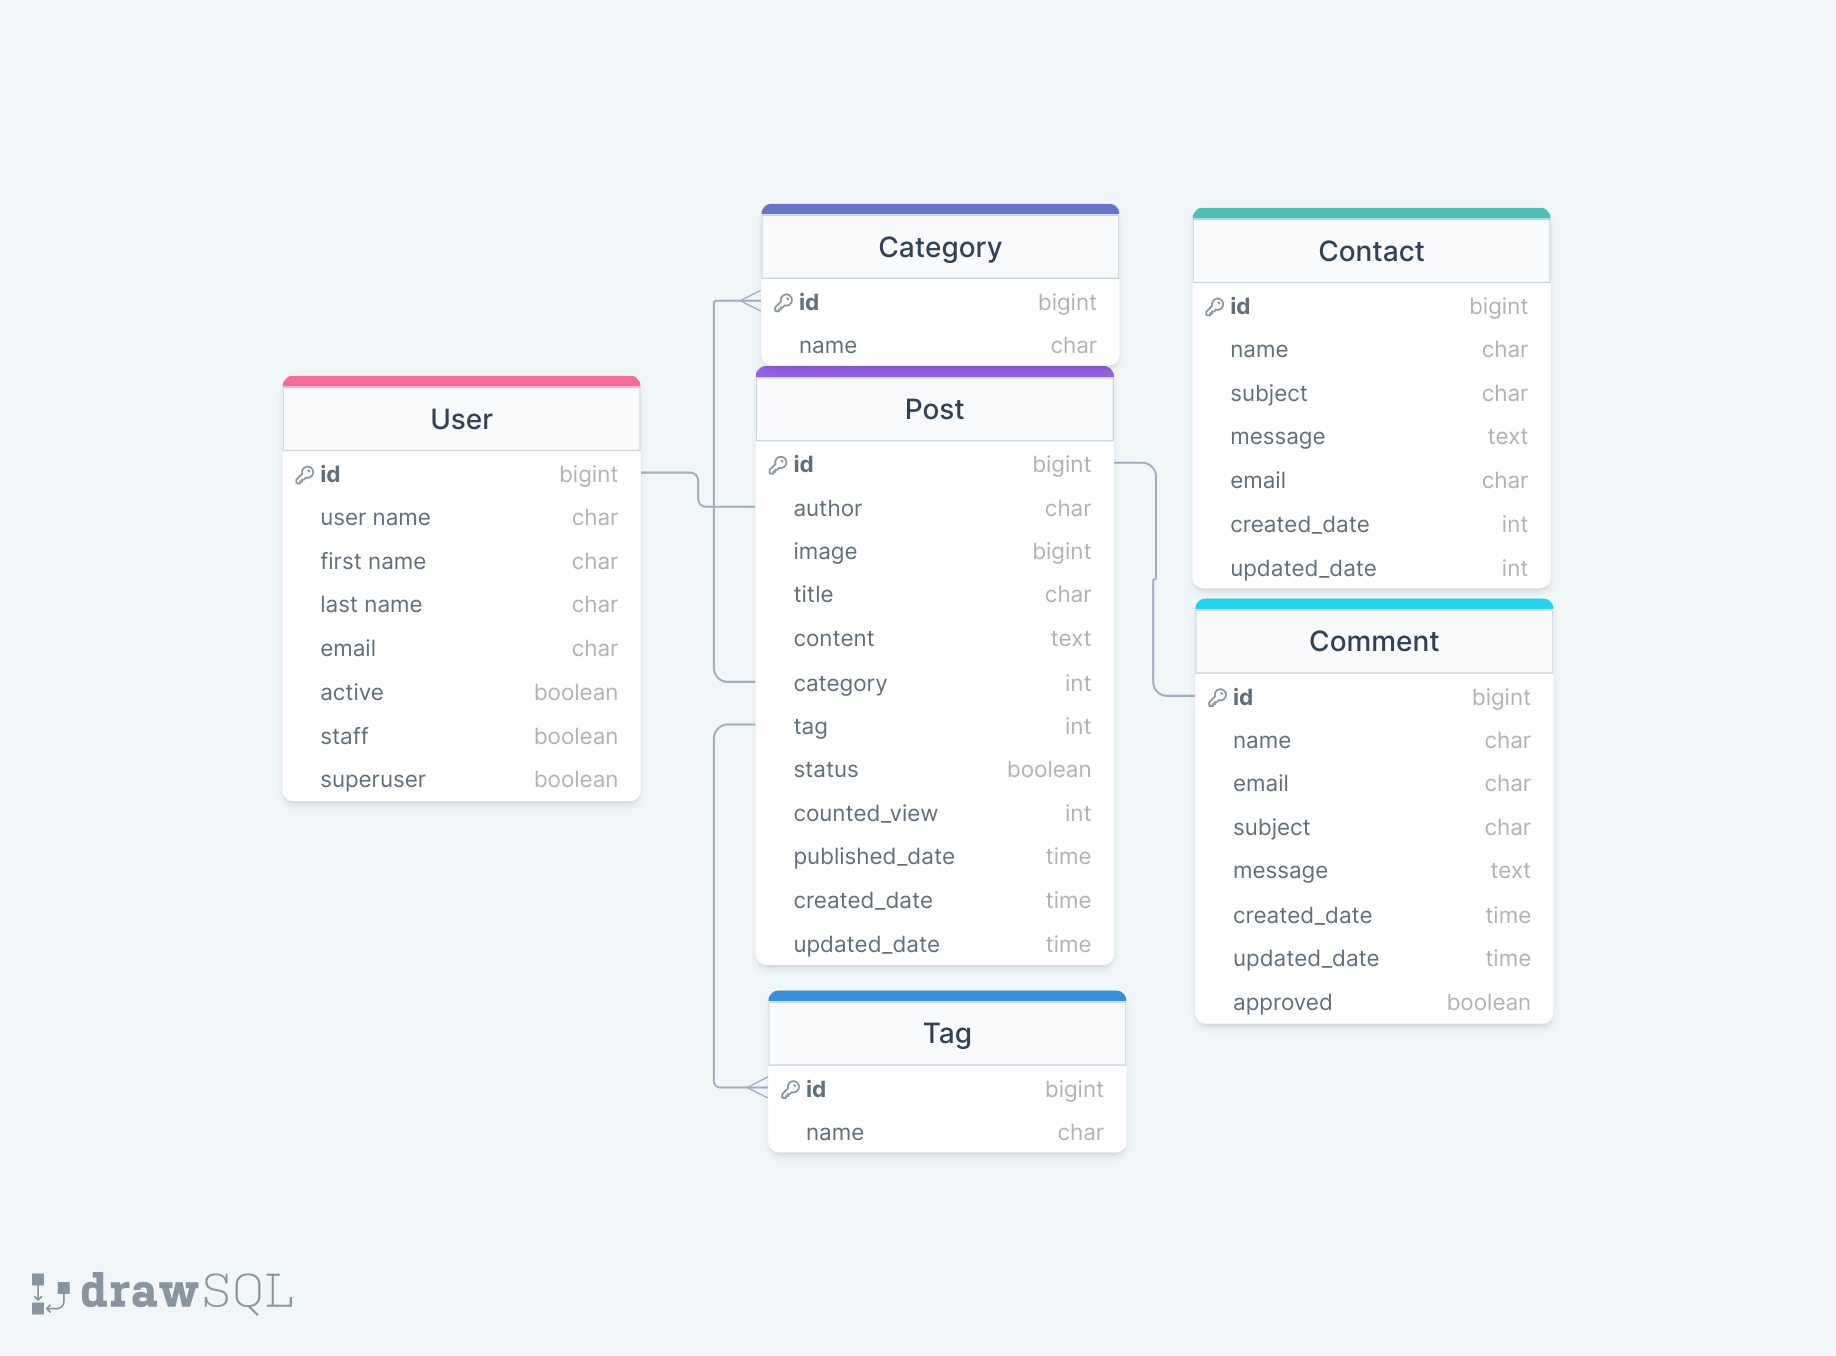 Category
id bigint
name char
Contact
id bigint
name char
subject char
message text
email char
created_date int
updated_date int
User
id bigint
user name char
first name char
last name char
email char
active boolean
staff boolean
superuser boolean
Post
id bigint
author char
image bigint
title char
content text
category int
tag int
status boolean
counted_view int
published_date time
created_date time
updated_date time
Comment
id bigint
name char
email char
subject char
message text
created_date time
updated_date time
approved boolean
Tag
id bigint
name char
drawSQL